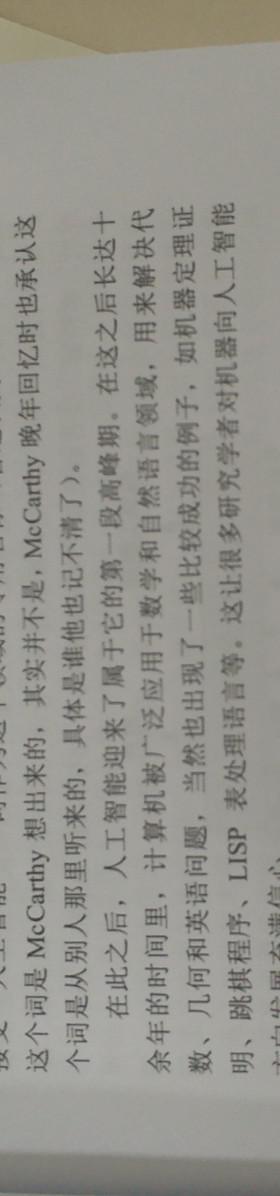 这个词是 McCarthy 想出来的，其实并不是，McCarthy 晚年回忆时也承认这
个词是从别人那里听来的，具体是谁他也记不清了）。
在此之后，人工智能迎来了属于它的第一段高峰期。在这之后长达十
余年的时间里，计算机被广泛应用于数学和自然语言领域，用来解决代
数、几何和英语问题，当然也出现了一些比较成功的例子，如机器定理证
明、跳棋程序、LISP 表处理语言等。这让很多研究学者对机器向人工智能
方向发展充满信心